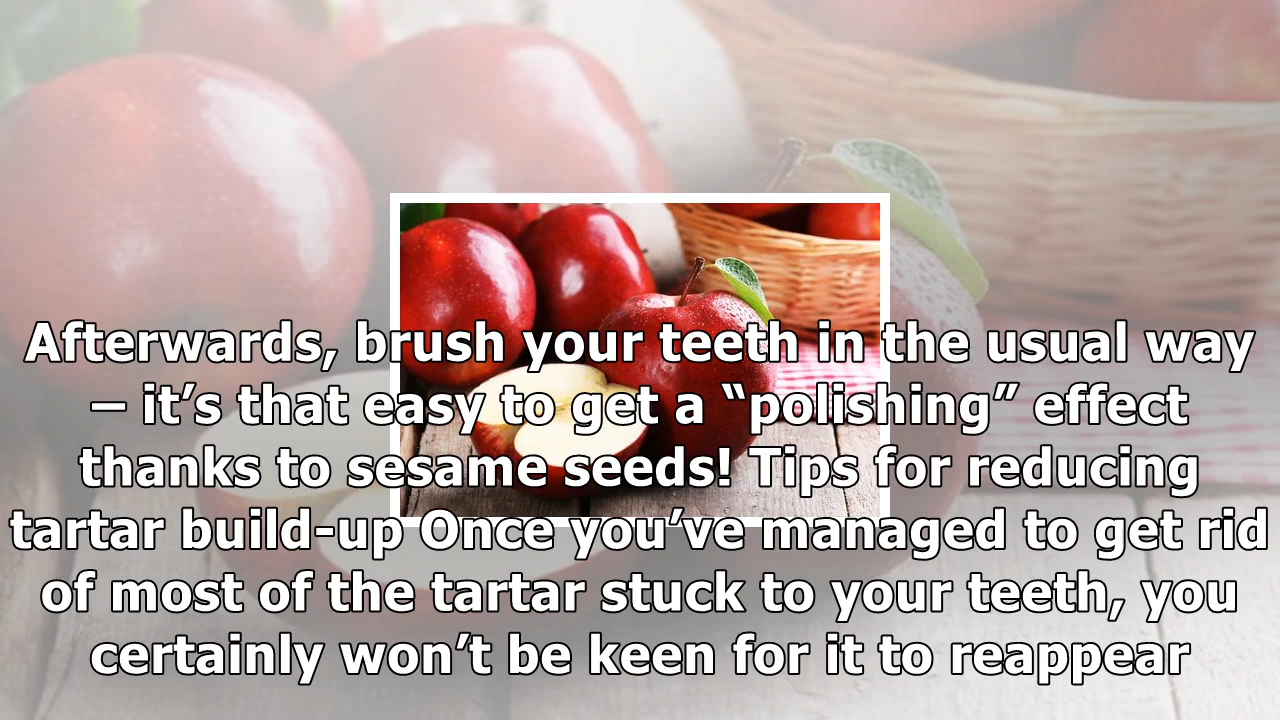 Afterwards, brush your teeth in the usual way
– it’s that easy to get a “polishing” effect
thanks to sesame seeds! Tips for reducing
tartar build-up Once you’ve managed to get rid
of most of the tartar stuck to your teeth, you
certainly won’t be keen for it to reappear